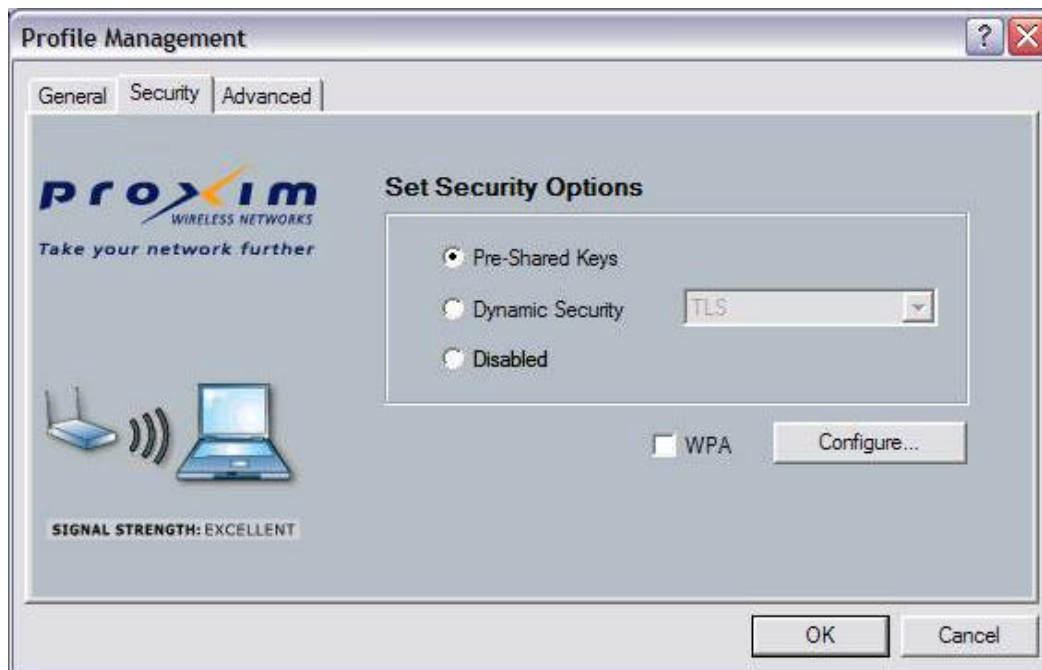 Profile Management
General
Security
Advanced
proxim
WIRELESS NETWORKS
Take your network further
SIGNAL STRENGTH: EXCELLENT
Set Security Options
Pre-Shared Keys
Dynamic Security
TLS
Disabled
WPA
Configure...
OK
Cancel